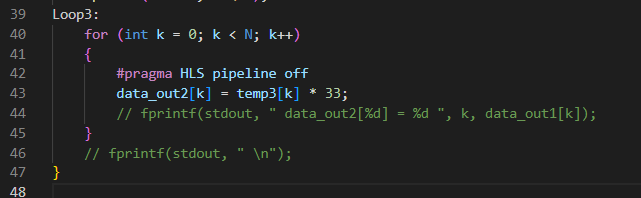 39 Loop3:
40 for (int k = 0; k < N; k++)
41 {
42 #pragma HLS pipeline off
43 data_out2[k] = temp3[k] * 33;
44 // fprintf(stdout, " data_out2[%d] = %d ", k, data_out1[k]);
45 }
46 // fprintf(stdout, " \n");
47 }
48